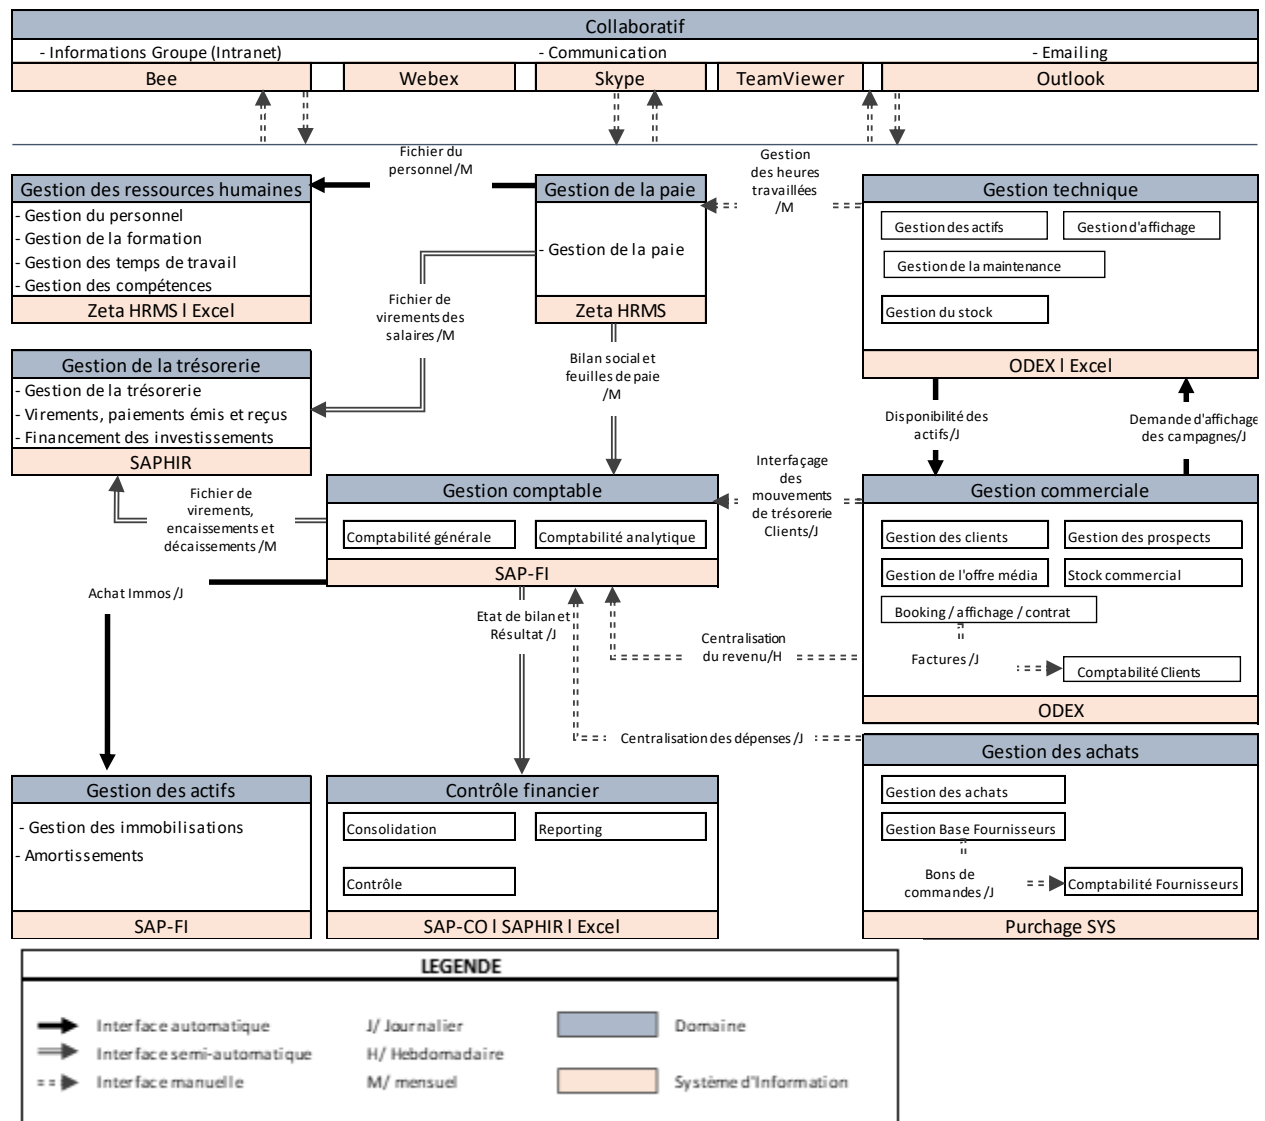 Collaboratif
- Informations Groupe (Intranet)
- Communication
- Emailing
Bee
Webex
Skype
TeamViewer
Outlook
Fichier du
personnel /M
Gestion
des heures
travaillées
/M
Gestion des ressources humaines
- Gestion du personnel
- Gestion de la formation
- Gestion des temps de travail
- Gestion des compétences
Zeta HRMS l Excel
Gestion de la paie
- Gestion de la paie
Zeta HRMS
Gestion technique
Gestion des actifs
Gestion d'affichage
Gestion de la maintenance
Gestion du stock
ODEX l Excel
Fichier de
virements des
salaires /M
Bilan social et
feuilles de paie
/M
Gestion de la trésorerie
- Gestion de la trésorerie
- Virements, paiements émis et reçus
- Financement des investissements
SAPHIR
Disponibilité des
actifs/J
Demande d'affichage
des campagnes/J
Fichier de
virements,
encaissements et
décaissements /M
Gestion comptable
Comptabilité générale
Comptabilité analytique
SAP-FI
Interfaçage
des
mouvements
de trésorerie
Clients/J
Gestion commerciale
Gestion des clients
Gestion des prospects
Gestion de l'offre média
Stock commercial
Booking / affichage / contrat
Factures /J
Comptabilité Clients
ODEX
Achat Immos /J
Etat de bilan et
Résultat /J
Centralisation
du revenu/H
Centralisation des dépenses /J
Gestion des achats
Gestion des achats
Gestion Base Fournisseurs
Bons de
commandes /J
Comptabilité Fournisseurs
Purchage SYS
Gestion des actifs
- Gestion des immobilisations
- Amortissements
SAP-FI
Contrôle financier
Consolidation
Reporting
Contrôle
SAP-CO l SAPHIR l Excel
LEGENDE
Interface automatique
J/ Journalier
Domaine
Interface semi-automatique
H/ Hebdomadaire
Interface manuelle
M/ mensuel
Système d'Information